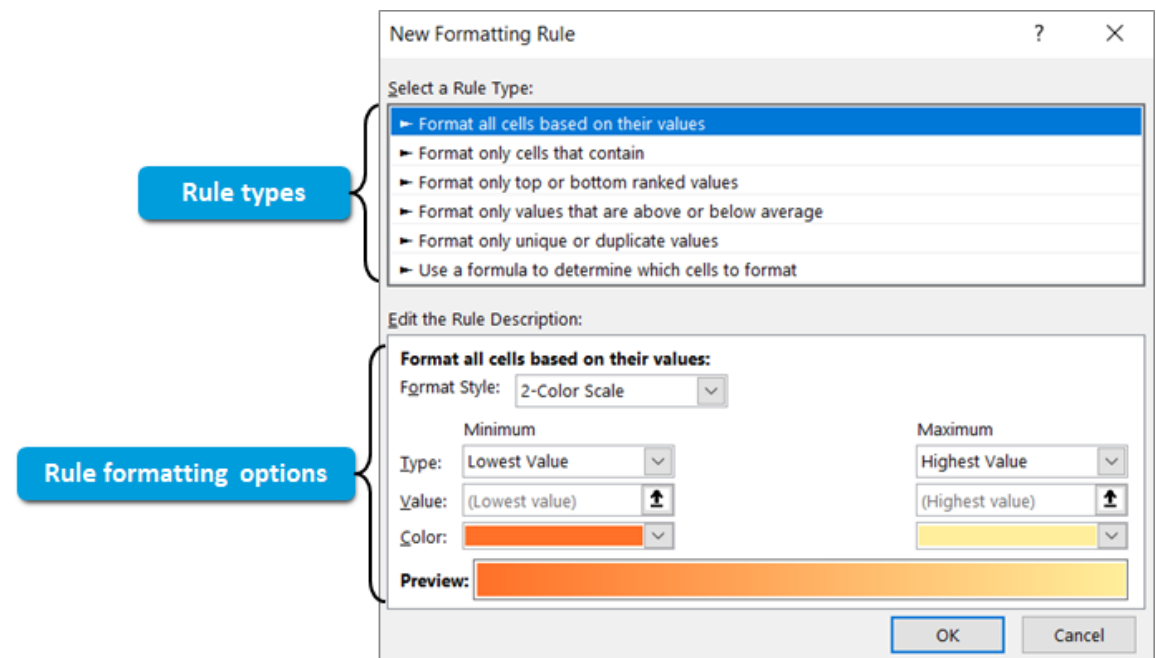 New Formatting Rule ? ×
Select a Rule Type:
► Format all cells based on their values
► Format only cells that contain
► Format only top or bottom ranked values
► Format only values that are above or below average
► Format only unique or duplicate values
► Use a formula to determine which cells to format
Rule types
Edit the Rule Description:
Format all cells based on their values:
Format Style: 2-Color Scale
Minimum Maximum
Type: Lowest Value Highest Value
Value: (Lowest value) (Highest value)
Color:
Preview:
Rule formatting options
OK Cancel